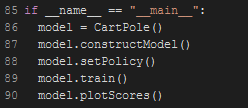 85 if __name__ == "__main__":
86     model = CartPole()
87     model.constructModel()
88     model.setPolicy()
89     model.train()
90     model.plotScores()